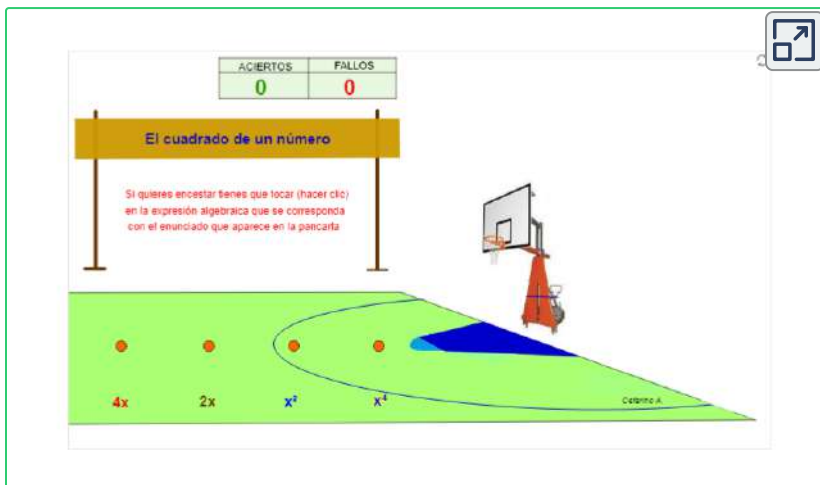 ACIERTOS FALLOS
0 0
El cuadrado de un número
Si quieres encestar tienes que tocar (hacer clic)
en la expresión algebraica que se corresponda
con el enunciado que aparece en la pancarta
4x 2x x² x⁴
Ceferino A.